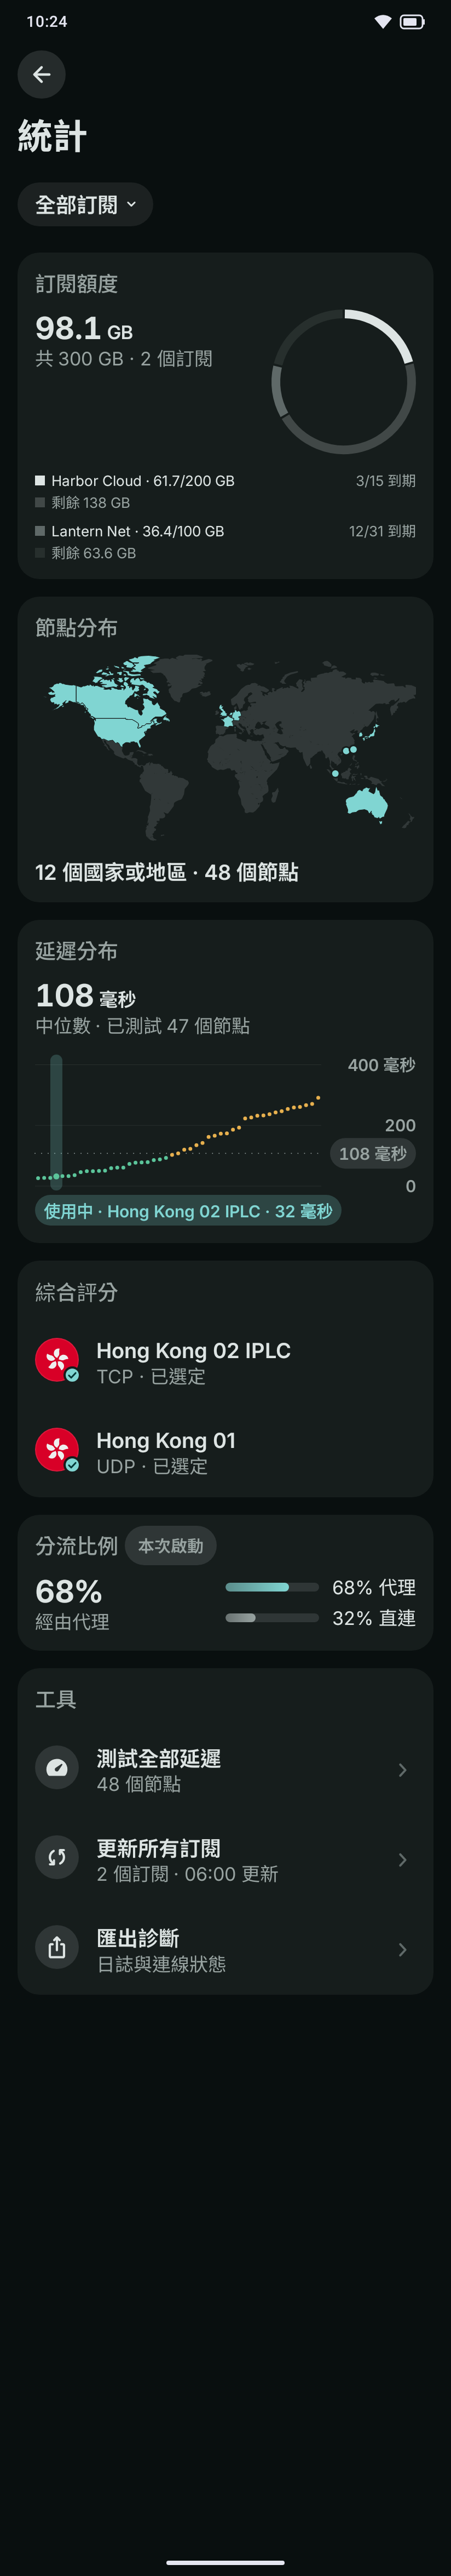 10:24
統計
全部訂閱
訂閱額度
98.1 GB
共 300 GB · 2 個訂閱
Harbor Cloud · 61.7/200 GB 3/15 到期
剩餘 138 GB
Lantern Net · 36.4/100 GB 12/31 到期
剩餘 63.6 GB
節點分布
12 個國家或地區 · 48 個節點
延遲分布
108 毫秒
中位數 · 已測試 47 個節點
400 毫秒
200
108 毫秒
0
使用中 · Hong Kong 02 IPLC · 32 毫秒
綜合評分
Hong Kong 02 IPLC
TCP · 已選定
Hong Kong 01
UDP · 已選定
分流比例 本次啟動
68% 68% 代理
經由代理 32% 直連
工具
測試全部延遲
48 個節點
更新所有訂閱
2 個訂閱 · 06:00 更新
匯出診斷
日誌與連線狀態